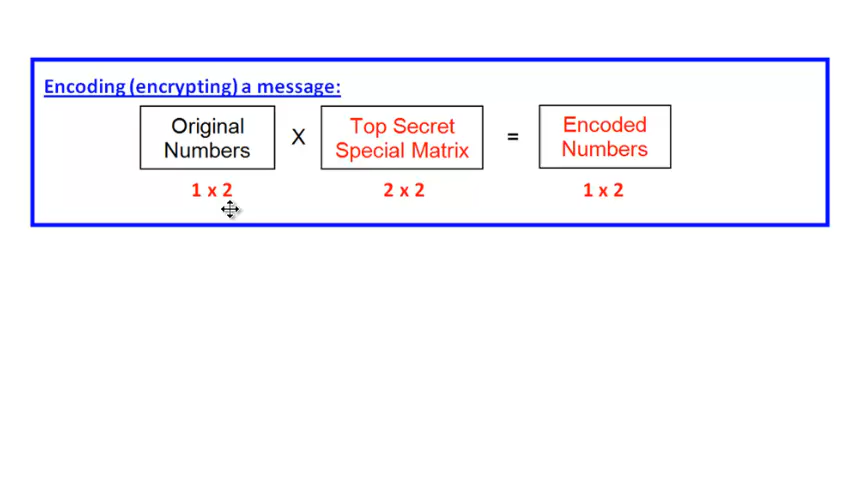 Encoding (encrypting) a message:
Original Numbers X Top Secret Special Matrix = Encoded Numbers
1 x 2 2 x 2 1 x 2